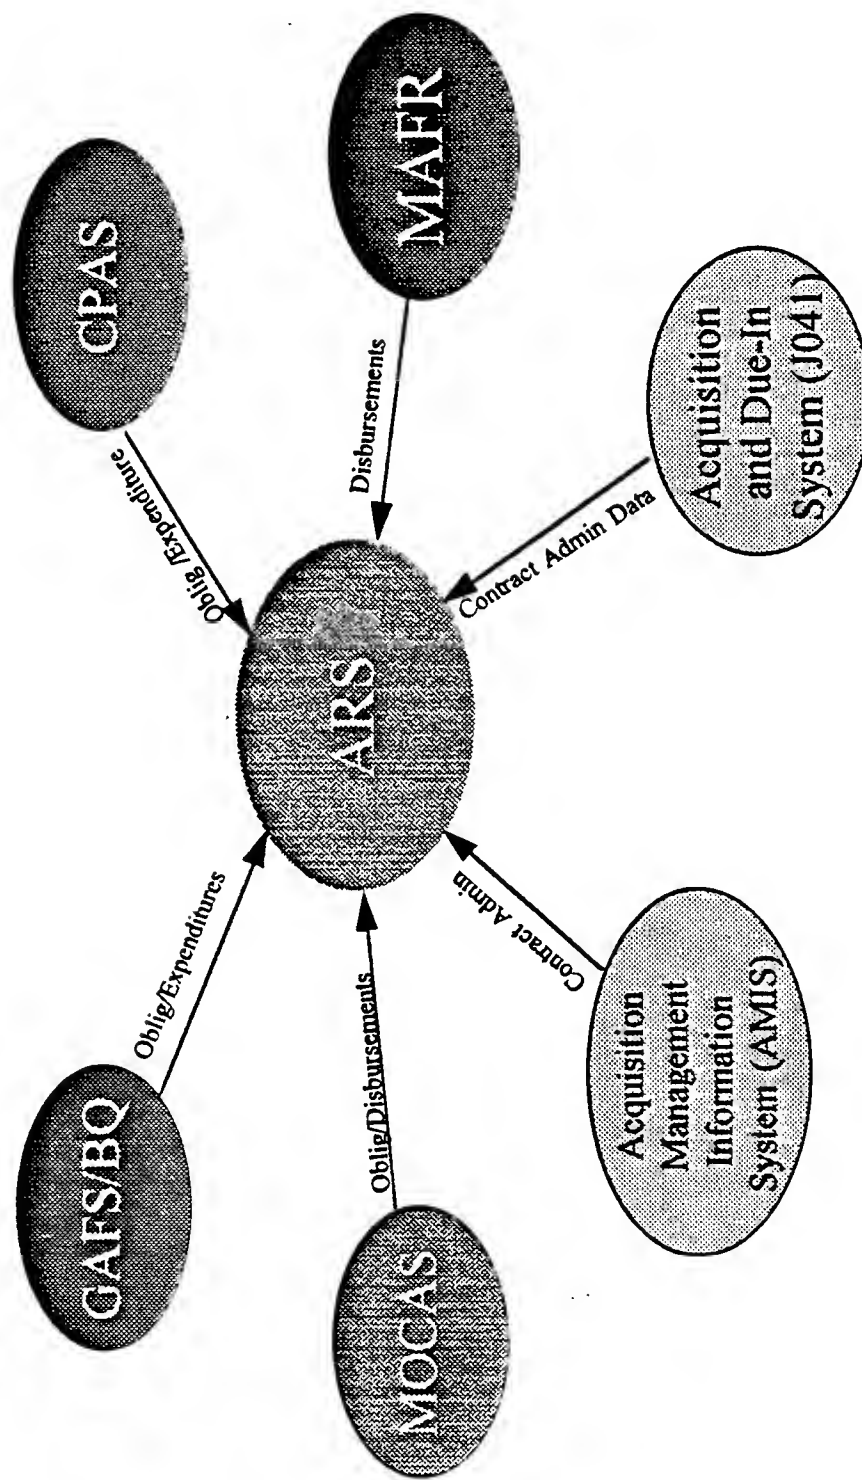 GAFS/BQ
CPAS
Oblig/Expenditures
Oblig /Expenditure
MOCAS
Oblig/Disbursements
ARS
Disbursements
MAFR
Contract Admin
Contract Admin Data
Acquisition
Management
Information
System (AMIS)
Acquisition
and Due-In
System (J041)